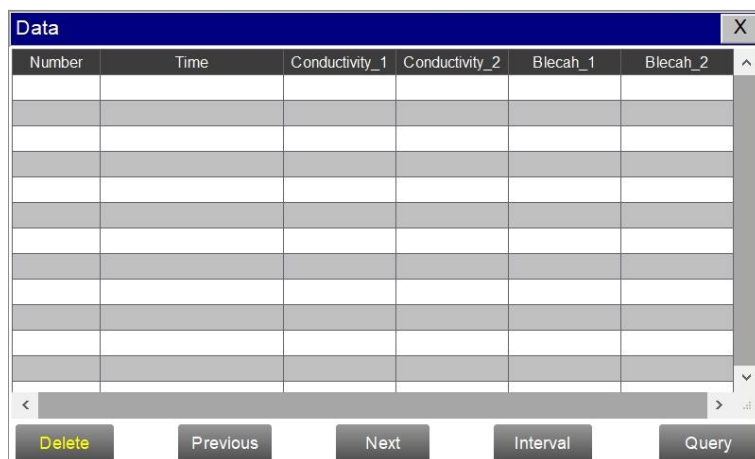 Data X
Number Time Conductivity_1 Conductivity_2 Blecah_1 Blecah_2
Delete Previous Next Interval Query